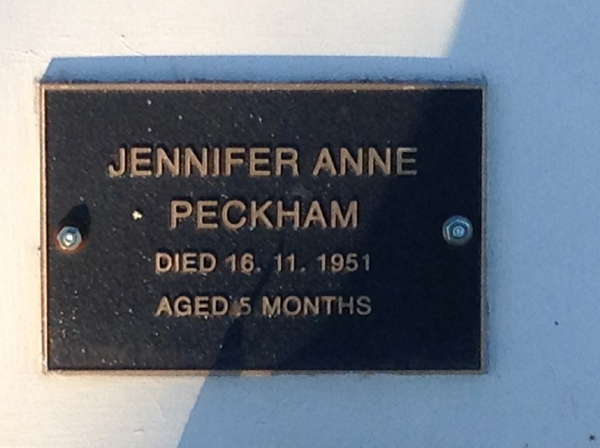 JENNIFER ANNE
PECKHAM
DIED 16. 11. 1951
AGED 5 MONTHS